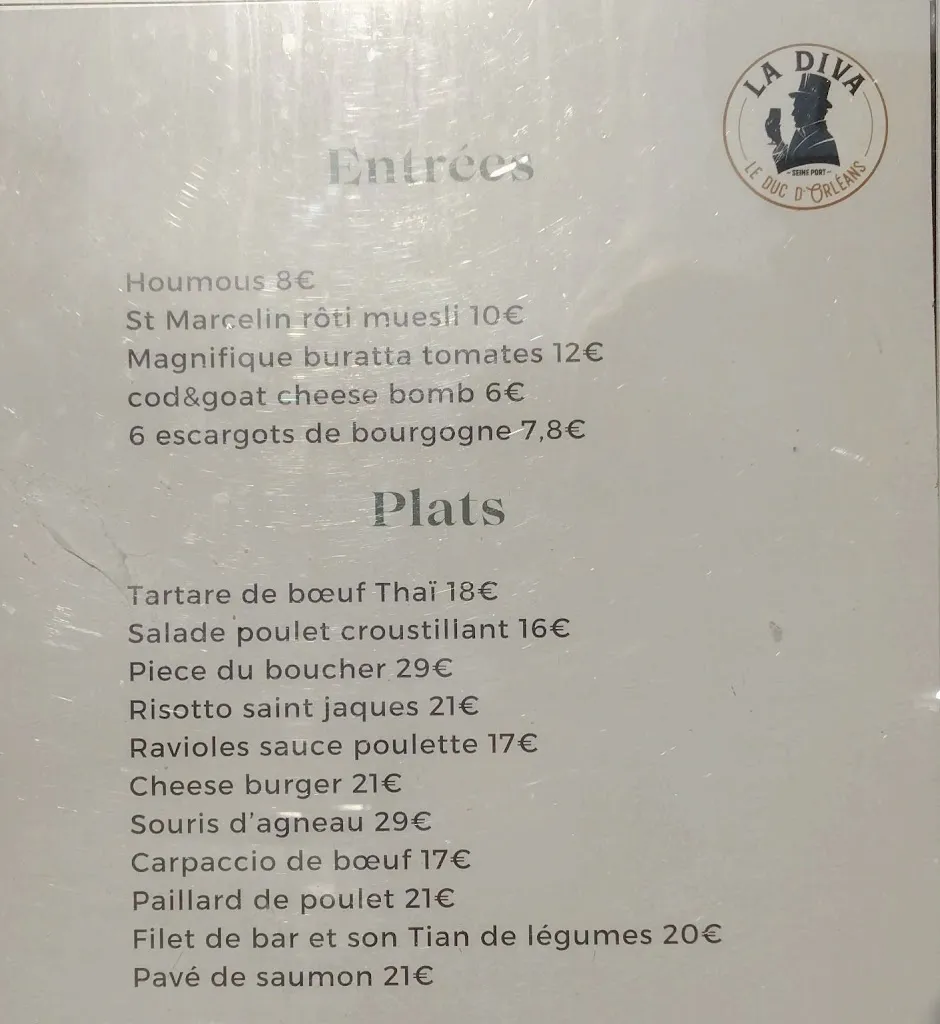 LA DIVA
- SEINE PORT -
LE DUC D'ORLÉANS
Entrées
Houmous 8€
St Marcelin rôti muesli 10€
Magnifique buratta tomates 12€
cod&goat cheese bomb 6€
6 escargots de bourgogne 7,8€
Plats
Tartare de bœuf Thaï 18€
Salade poulet croustillant 16€
Piece du boucher 29€
Risotto saint jaques 21€
Ravioles sauce poulette 17€
Cheese burger 21€
Souris d'agneau 29€
Carpaccio de bœuf 17€
Paillard de poulet 21€
Filet de bar et son Tian de légumes 20€
Pavé de saumon 21€